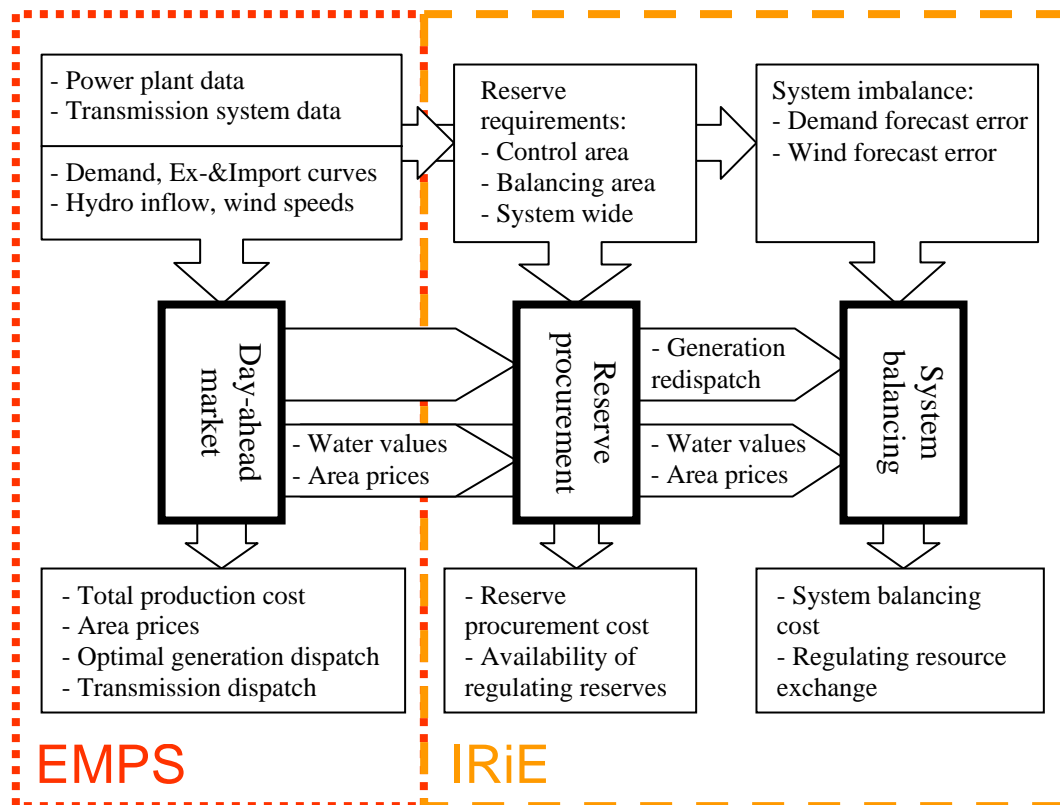 - Power plant data
- Transmission system data
- Demand, Ex-&Import curves
- Hydro inflow, wind speeds
Reserve
requirements:
- Control area
- Balancing area
- System wide
System imbalance:
- Demand forecast error
- Wind forecast error
Day-ahead
market
- Water values
- Area prices
Reserve
procurement
- Generation
redispatch
- Water values
- Area prices
System
balancing
- Total production cost
- Area prices
- Optimal generation dispatch
- Transmission dispatch
- Reserve
procurement cost
- Availability of
regulating reserves
- System balancing
cost
- Regulating resource
exchange
EMPS
IRiE